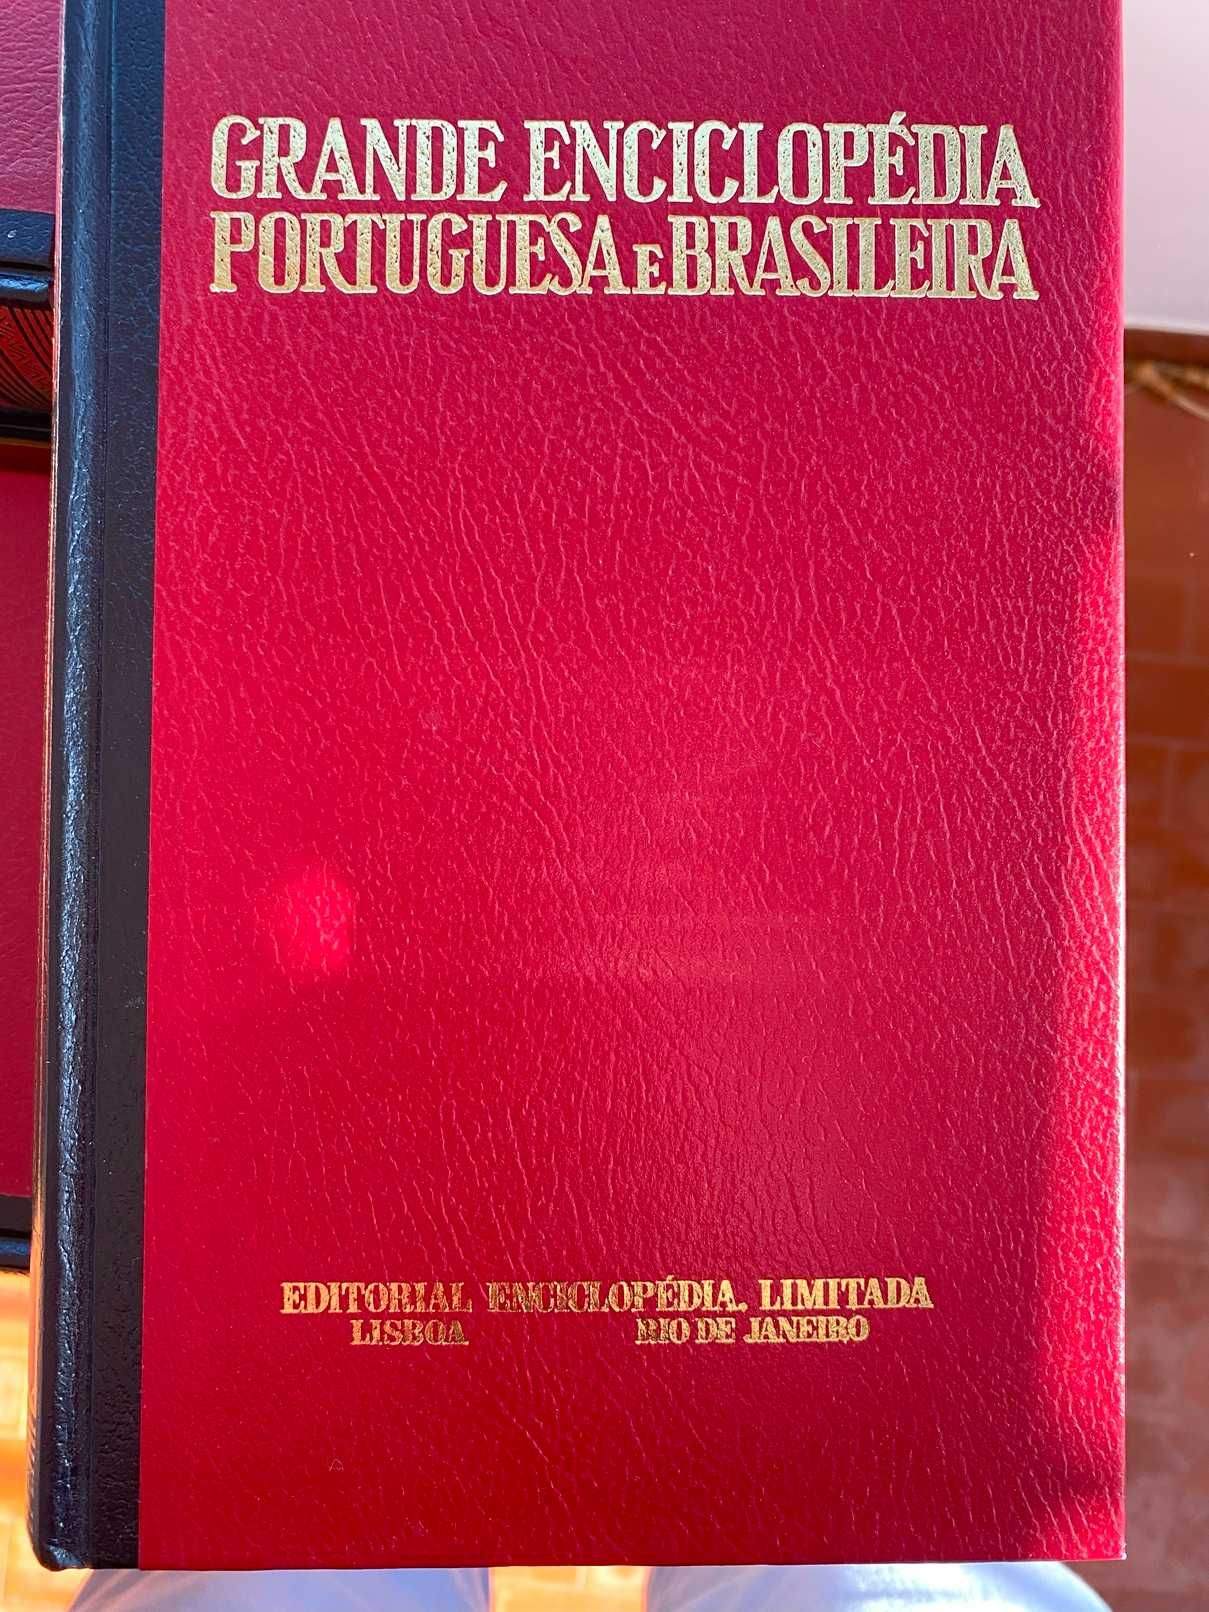 GRANDE ENCICLOPÉDIA
PORTUGUESA E BRASILEIRA
EDITORIAL ENCICLOPÉDIA, LIMITADA
LISBOA RIO DE JANEIRO